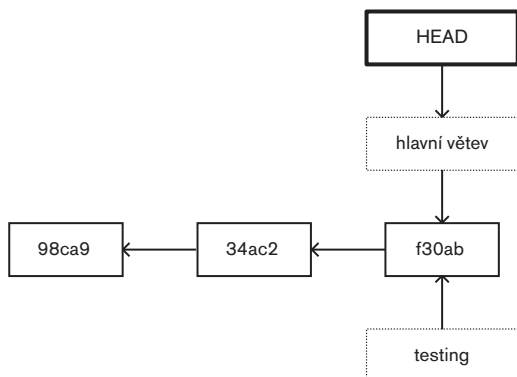 HEAD
hlavní větev
98ca9
34ac2
f30ab
testing